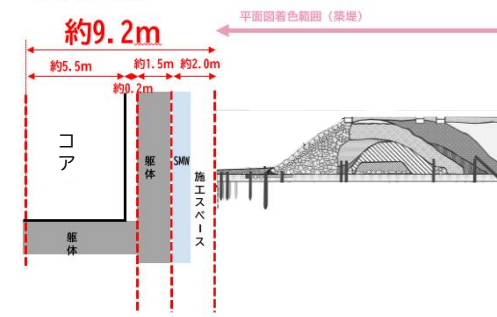 平面図着色範囲（築堤）
約9.2m
約5.5m
約1.5m
約2.0m
約0.2m
コア
躯体
SMW
施工スペース
躯体